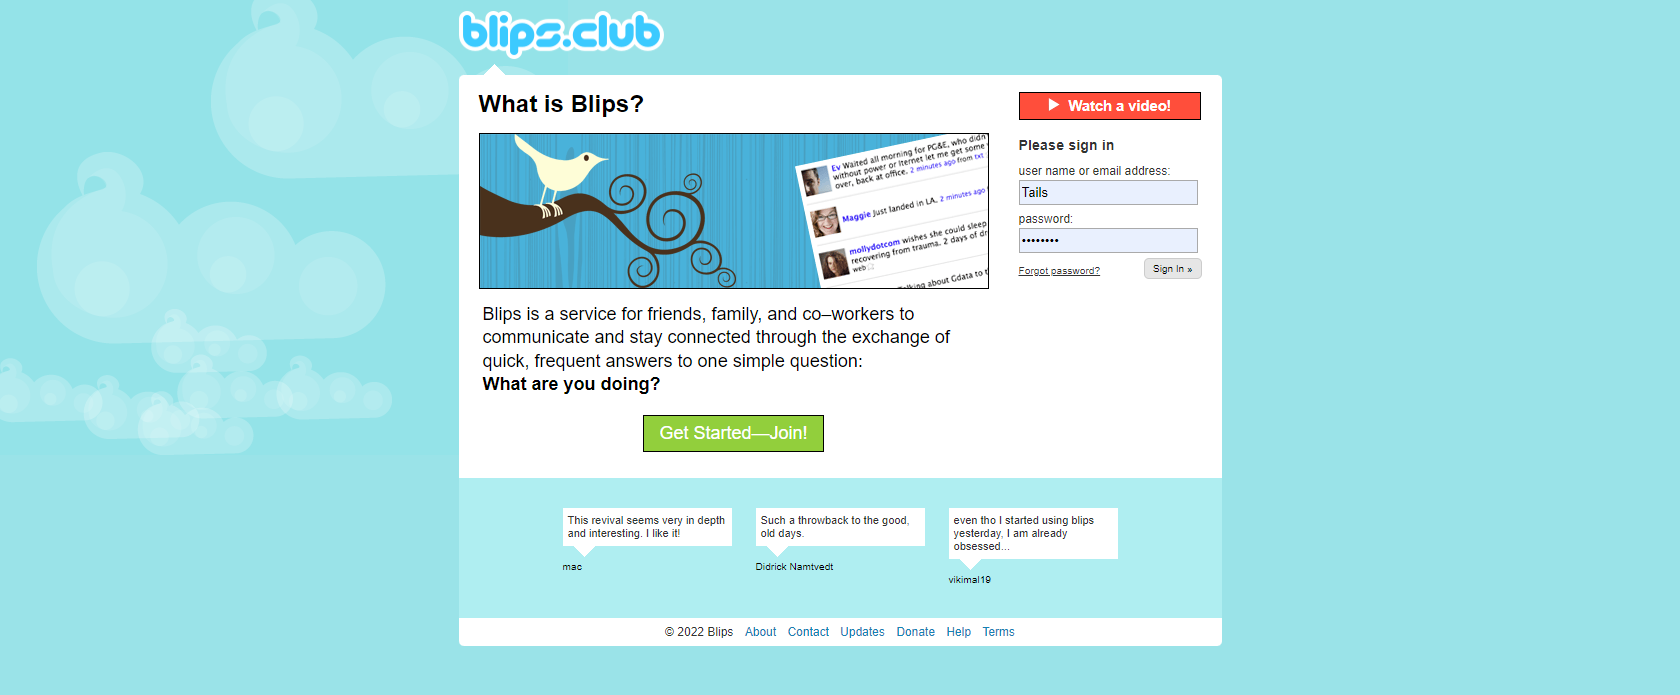 blips.club
What is Blips?
Ev Waited all morning for PG&E, who didn
without power or iternet let me get some
over, back at office. 2 minutes ago from txt
Maggie Just landed in LA. 2 minutes ago
mollydotcom wishes she could sleep
recovering from trauma. 2 days of dr
web
Talking about Gdata to t
Blips is a service for friends, family, and co–workers to
communicate and stay connected through the exchange of
quick, frequent answers to one simple question:
What are you doing?
Get Started—Join!
Watch a video!
Please sign in
user name or email address:
Tails
password:
••••••••
Forgot password?
Sign In »
This revival seems very in depth
and interesting. I like it!
mac
Such a throwback to the good,
old days.
Didrick Namtvedt
even tho I started using blips
yesterday, I am already
obsessed...
vikimal19
© 2022 Blips About Contact Updates Donate Help Terms